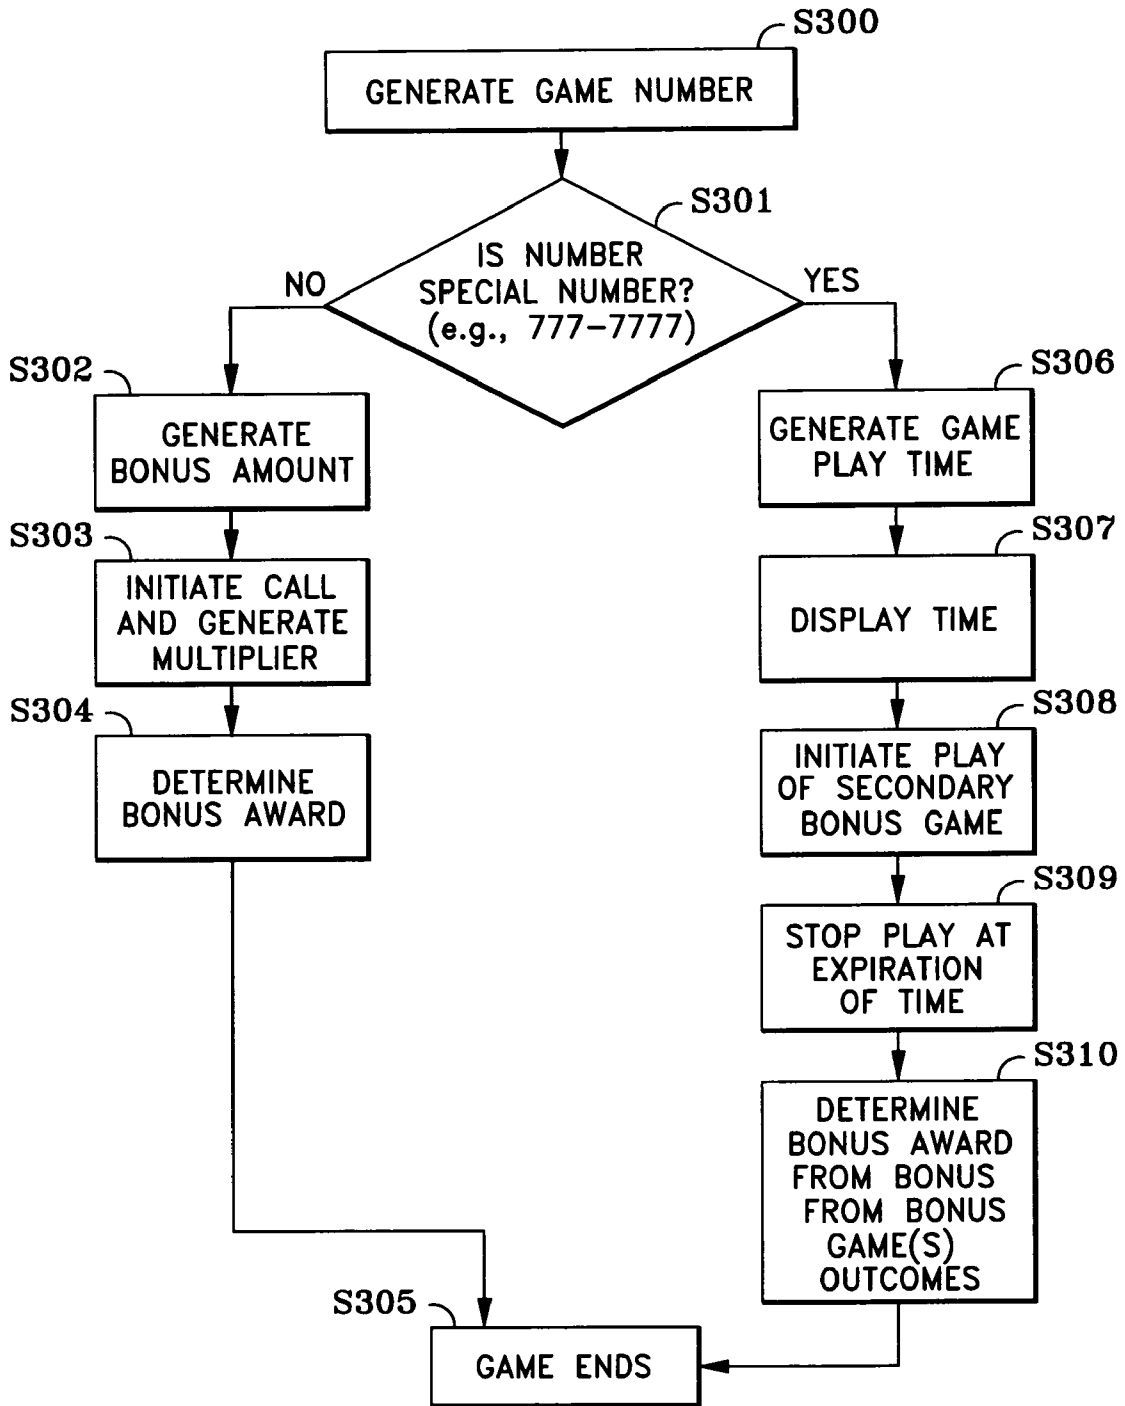 S300
GENERATE GAME NUMBER
S301
IS NUMBER
SPECIAL NUMBER?
(e.g., 777-7777)
NO
YES
S302
GENERATE
BONUS AMOUNT
S303
INITIATE CALL
AND GENERATE
MULTIPLIER
S304
DETERMINE
BONUS AWARD
S306
GENERATE GAME
PLAY TIME
S307
DISPLAY TIME
S308
INITIATE PLAY
OF SECONDARY
BONUS GAME
S309
STOP PLAY AT
EXPIRATION
OF TIME
S310
DETERMINE
BONUS AWARD
FROM BONUS
FROM BONUS
GAME(S)
OUTCOMES
S305
GAME ENDS